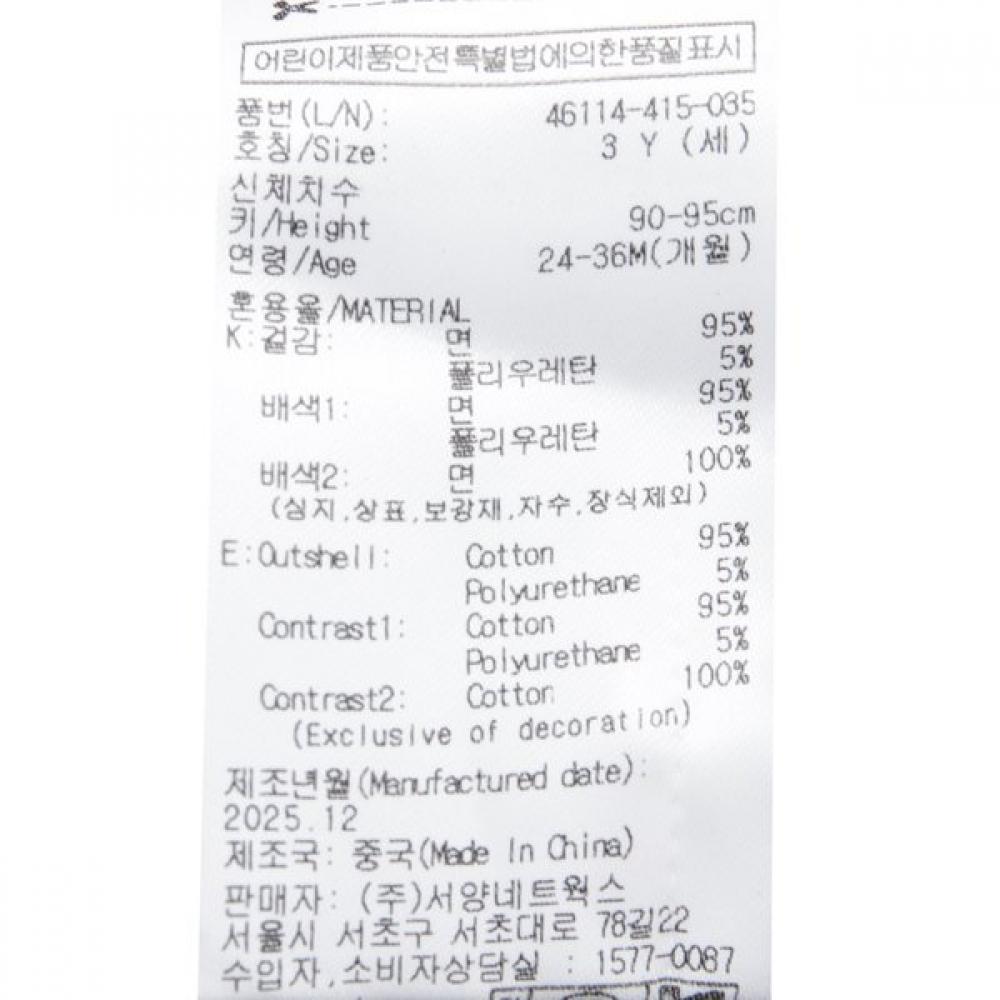 어린이제품안전특별법에의한품질표시
품번(L/N): 46114-415-035
호칭/Size: 3 Y (세)
신체치수
키/Height 90-95cm
연령/Age 24-36M(개월)
혼용율/MATERIAL
K:겉감: 면 95%
폴리우레탄 5%
배색1: 면 95%
폴리우레탄 5%
배색2: 면 100%
(심지,상표,보강재,자수,장식제외)
E:Outshell: Cotton 95%
Polyurethane 5%
Contrast1: Cotton 95%
Polyurethane 5%
Contrast2: Cotton 100%
(Exclusive of decoration)
제조년월(Manufactured date):
2025.12
제조국: 중국(Made In China)
판매자: (주)서양네트웍스
서울시 서초구 서초대로 78길22
수입자,소비자상담실 : 1577-0087